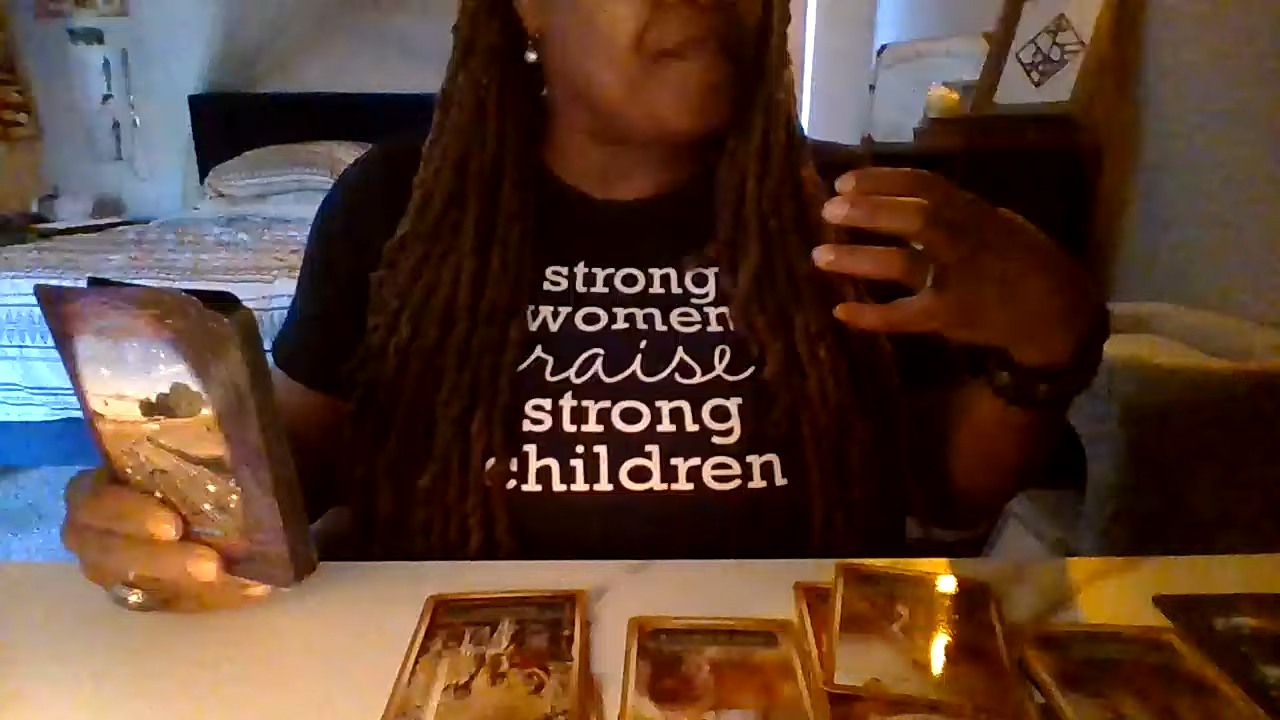 strong
women
raise
strong
children